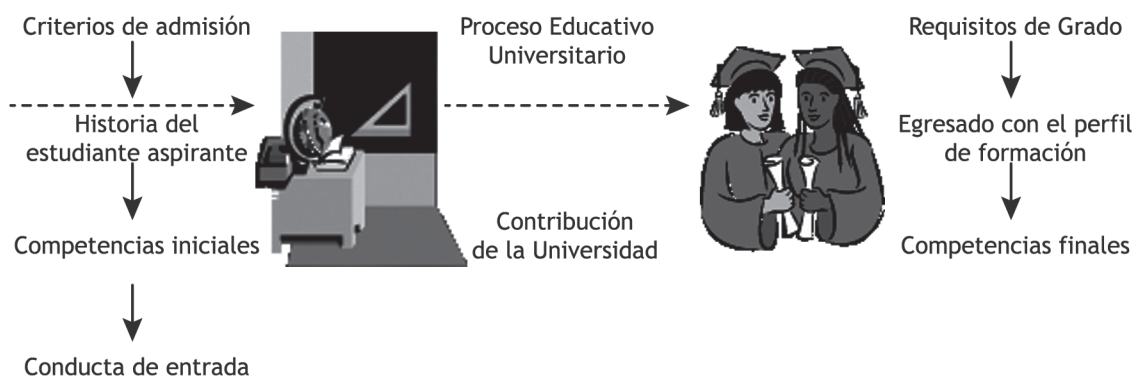 Criterios de admisión
Historia del
estudiante aspirante
Competencias iniciales
Conducta de entrada
Proceso Educativo
Universitario
Contribución
de la Universidad
Requisitos de Grado
Egresado con el perfil
de formación
Competencias finales